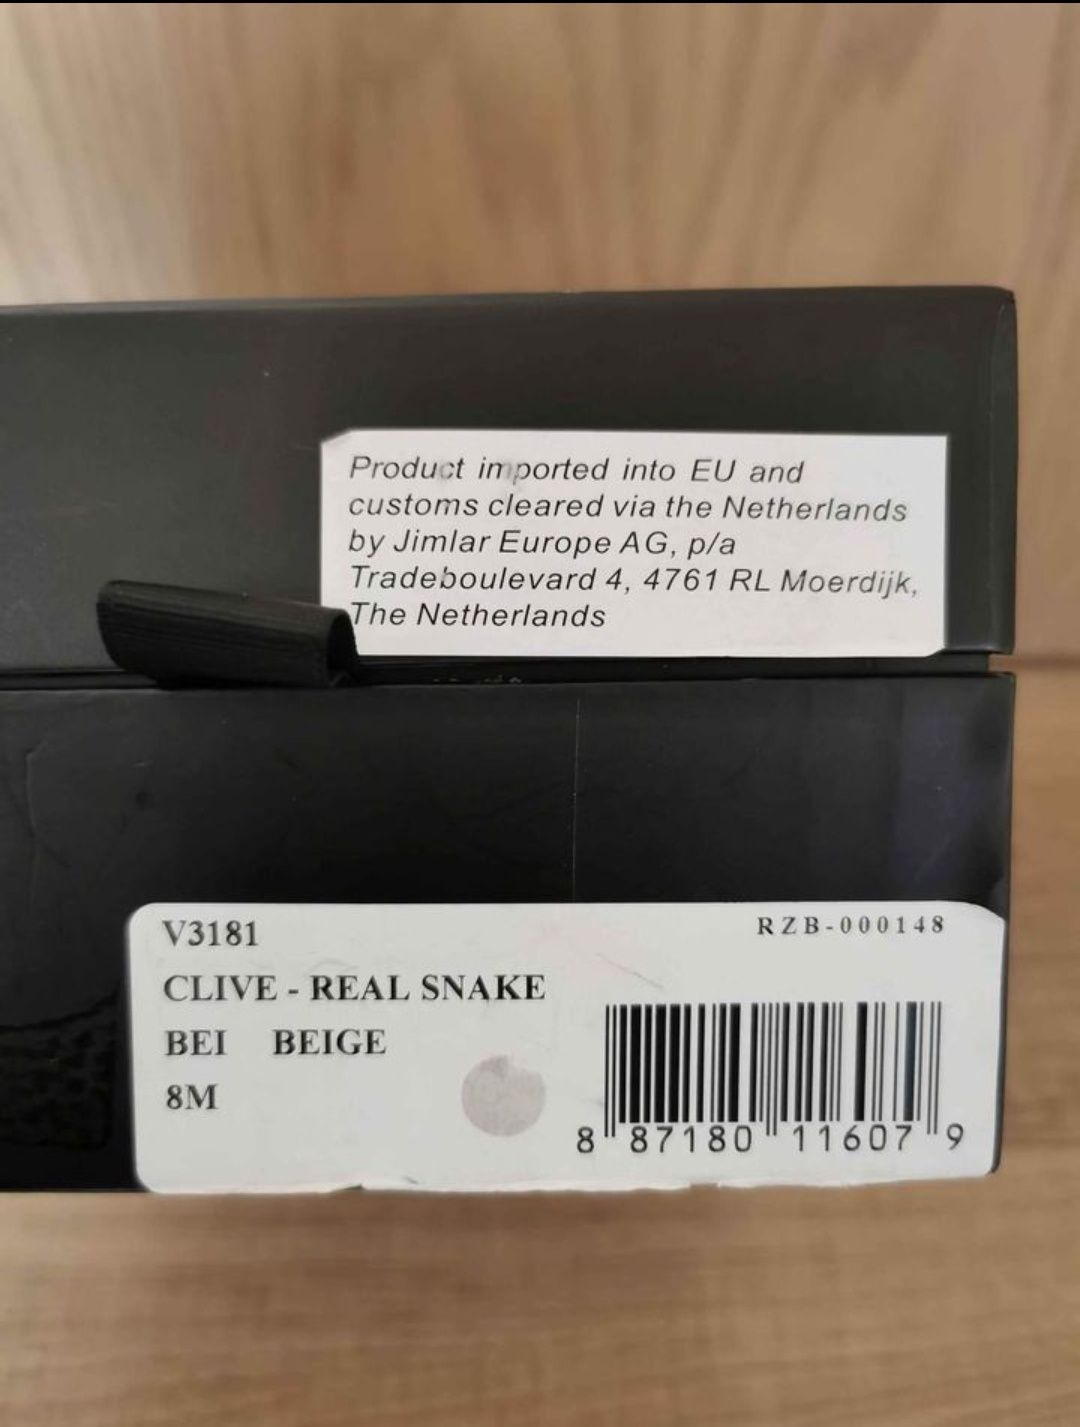 Product imported into EU and
customs cleared via the Netherlands
by Jimlar Europe AG, p/a
Tradeboulevard 4, 4761 RL Moerdijk,
The Netherlands
V3181
RZB-000148
CLIVE - REAL SNAKE
BEI BEIGE
8M
8 87180 11607 9